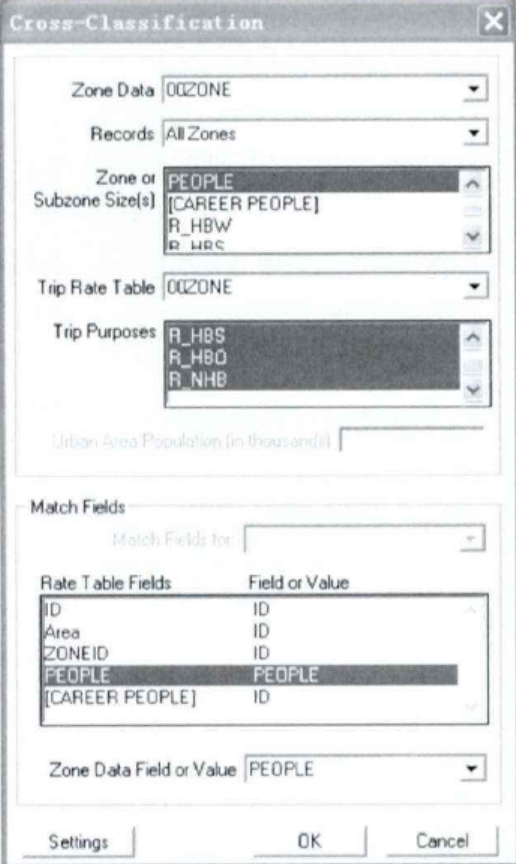 Cross-Classification
Zone Data 00ZONE
Records All Zones
Zone or
Subzone Size(s)
PEOPLE
[CAREER PEOPLE]
R_HBW
R_HBS
Trip Rate Table 00ZONE
Trip Purposes
R_HBS
R_HBO
R_NHB
Urban Area Population (in thousands)
Match Fields
Match Fields for
Rate Table Fields Field or Value
ID ID
Area ID
ZONEID ID
PEOPLE PEOPLE
[CAREER PEOPLE] ID
Zone Data Field or Value PEOPLE
Settings OK Cancel